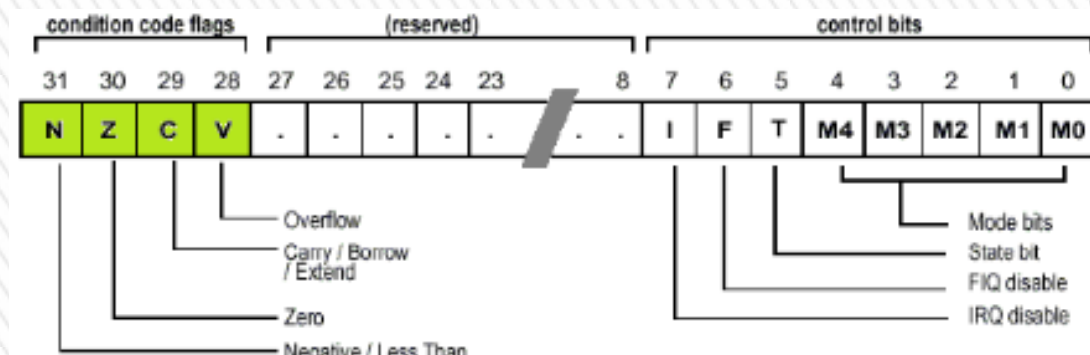 condition code flags (reserved) control bits
31 30 29 28 27 26 25 24 23 8 7 6 5 4 3 2 1 0
N Z C V . . . . . . . I F T M4 M3 M2 M1 M0
Overflow
Mode bits
Carry / Borrow
/ Extend
State bit
FIQ disable
Zero
IRQ disable
Negative / Less Than